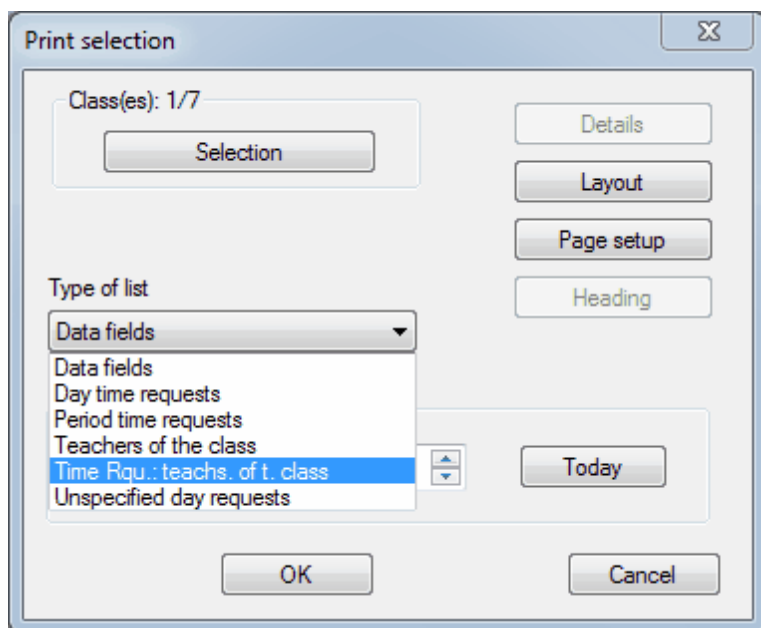 Print selection
Class(es): 1/7
Selection
Details
Layout
Page setup
Heading
Type of list
Data fields
Data fields
Day time requests
Period time requests
Teachers of the class
Time Rqu.: teachs. of t. class
Unspecified day requests
Today
OK
Cancel